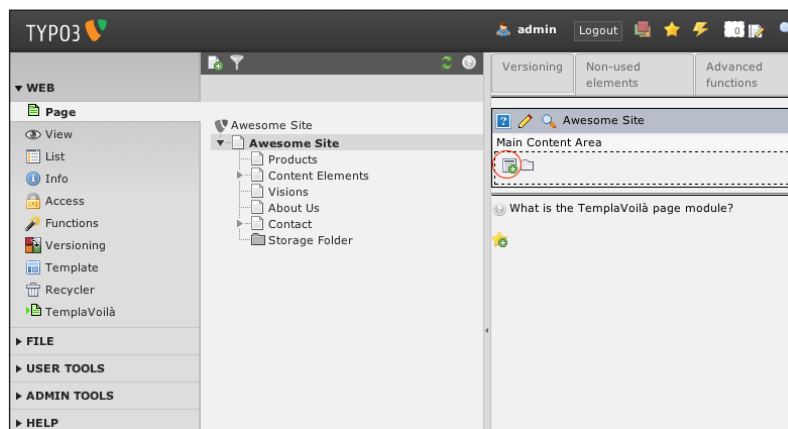 TYPO3
admin
Logout
0
WEB
Page
View
List
Info
Access
Functions
Versioning
Template
Recycler
TemplaVoilà
FILE
USER TOOLS
ADMIN TOOLS
HELP
Awesome Site
Awesome Site
Products
Content Elements
Visions
About Us
Contact
Storage Folder
Versioning
Non-used
elements
Advanced
functions
Awesome Site
Main Content Area
What is the TemplaVoilà page module?